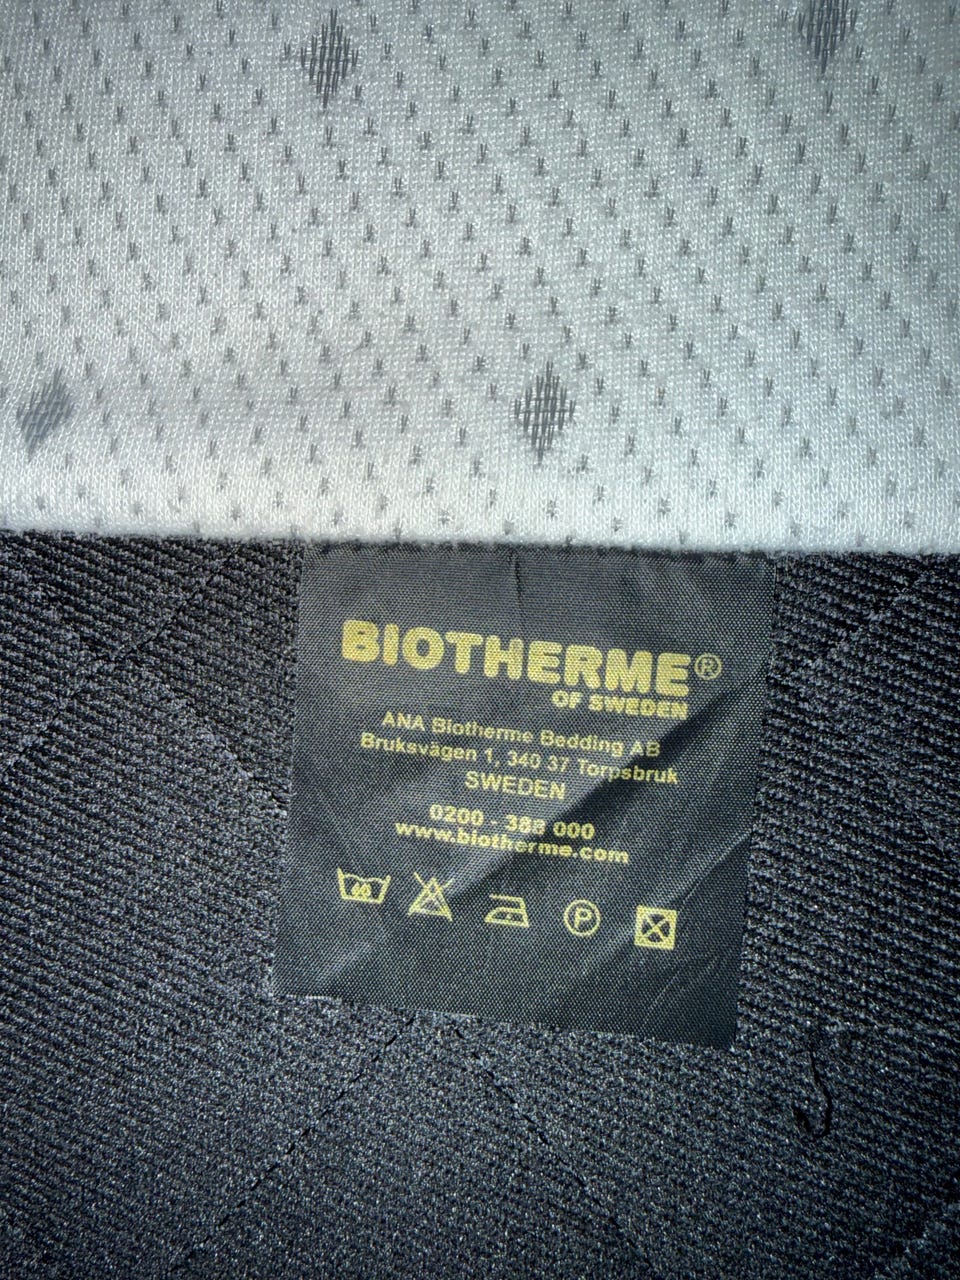 BIOTHERME®
OF SWEDEN
ANA Biotherme Bedding AB
Bruksvägen 1, 340 37 Torpsbruk
SWEDEN
0200 - 388 000
www.biotherme.com
60 P